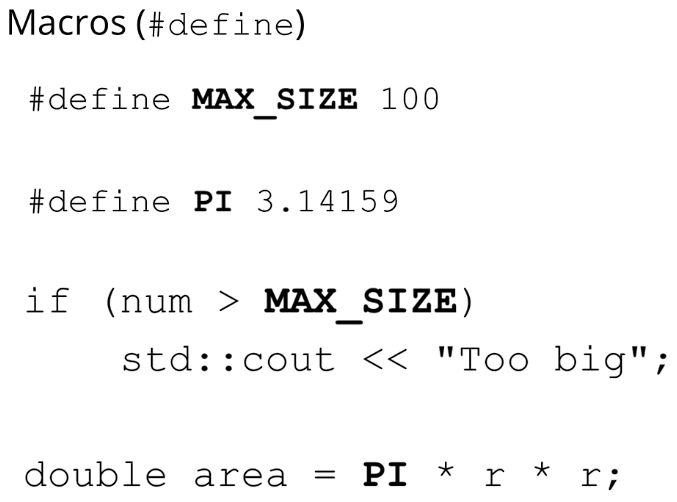 Macros (#define)
#define MAX_SIZE 100
#define PI 3.14159
if (num > MAX_SIZE)
std::cout << "Too big";
double area = PI * r * r;